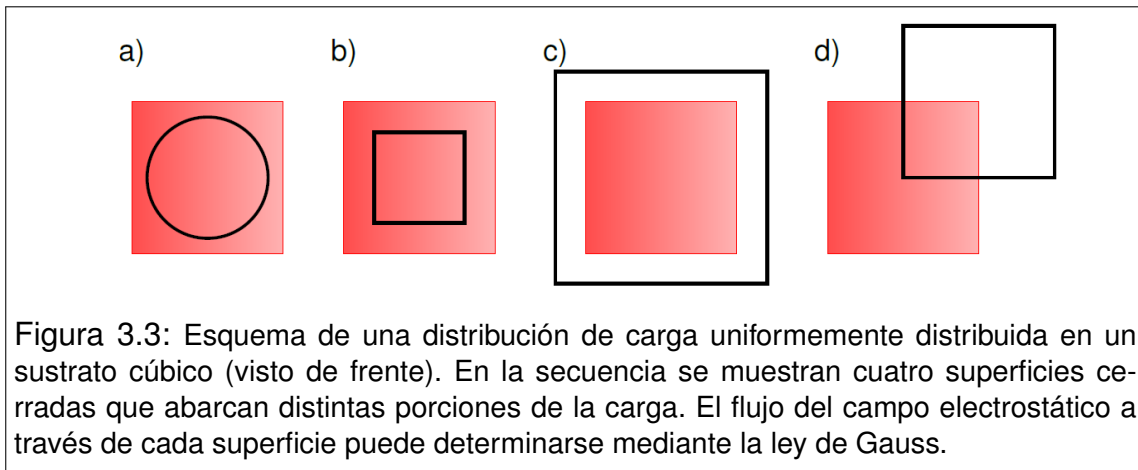 a) b) c) d)
Figura 3.3: Esquema de una distribución de carga uniformemente distribuida en un
sustrato cúbico (visto de frente). En la secuencia se muestran cuatro superficies ce-
rradas que abarcan distintas porciones de la carga. El flujo del campo electrostático a
través de cada superficie puede determinarse mediante la ley de Gauss.